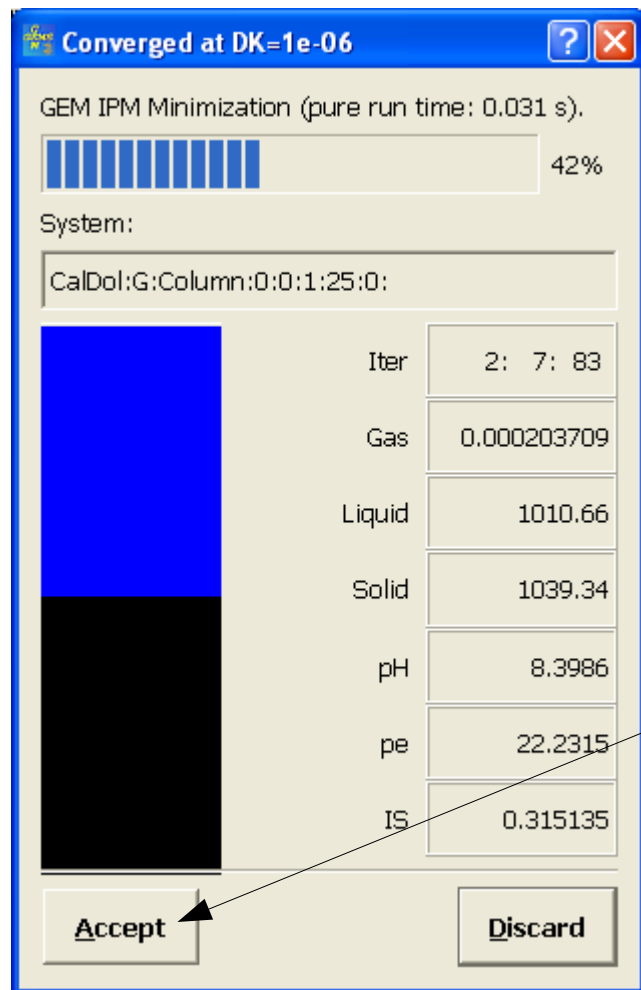 Converged at DK=1e-06
GEM IPM Minimization (pure run time: 0.031 s).
42%
System:
CalDol:G:Column:0:0:1:25:0:
Iter 2: 7: 83
Gas 0.000203709
Liquid 1010.66
Solid 1039.34
pH 8.3986
pe 22.2315
IS 0.315135
Accept Discard